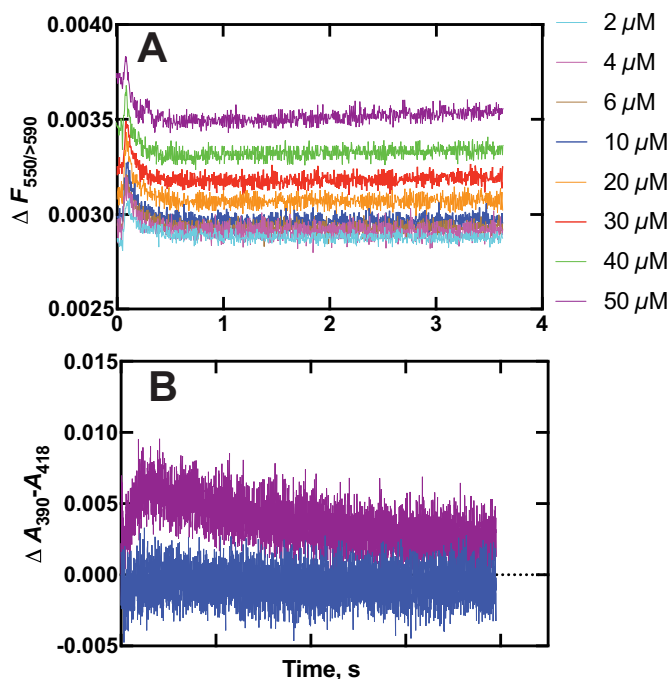 A
0.0040
0.0035
0.0030
0.0025
Δ F550/>590
0
1
2
3
4
2 µM
4 µM
6 µM
10 µM
20 µM
30 µM
40 µM
50 µM
B
0.015
0.010
0.005
0.000
-0.005
Δ A390-A418
Time, s